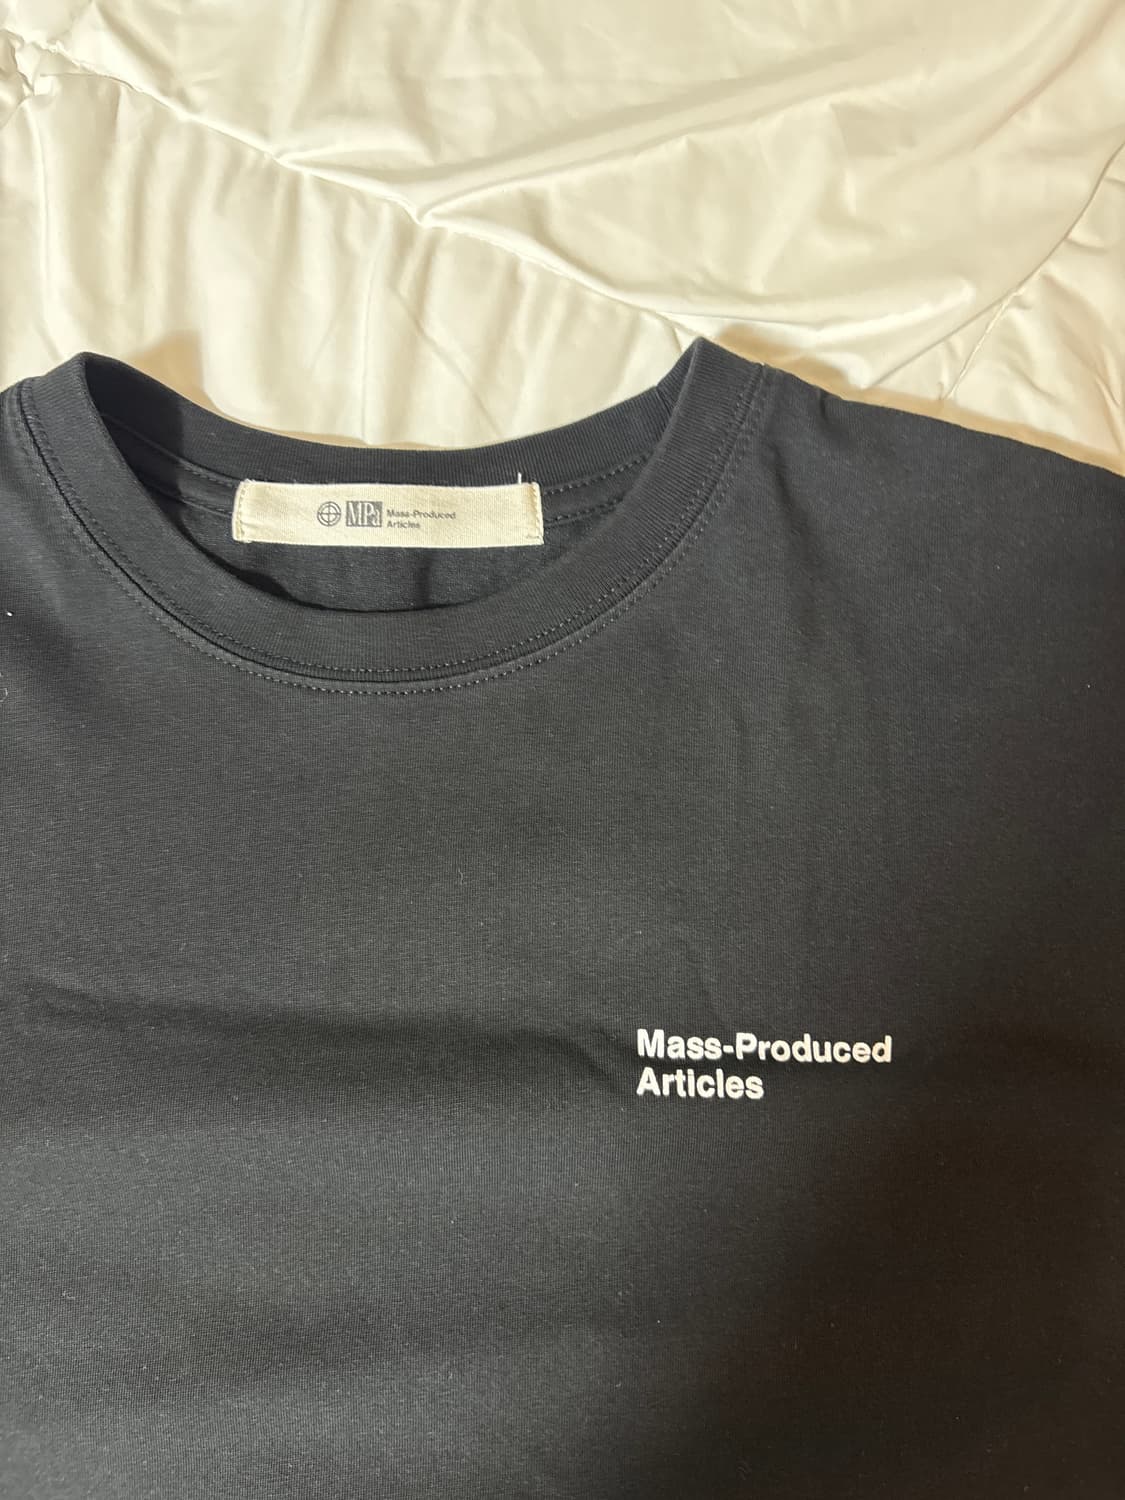 MPa Mass-Produced
Articles
Mass-Produced
Articles